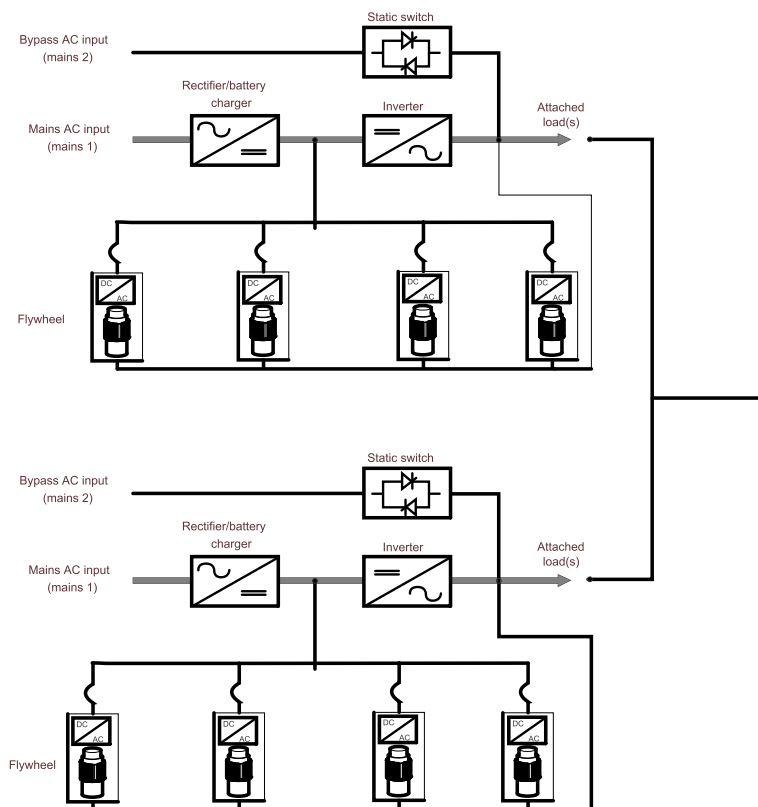 Static switch
Bypass AC input
(mains 2)
Rectifier/battery
charger
Inverter
Attached
load(s)
Mains AC input
(mains 1)
DC
AC
DC
AC
DC
AC
DC
AC
Flywheel
Static switch
Bypass AC input
(mains 2)
Rectifier/battery
charger
Inverter
Attached
load(s)
Mains AC input
(mains 1)
DC
AC
DC
AC
DC
AC
DC
AC
Flywheel